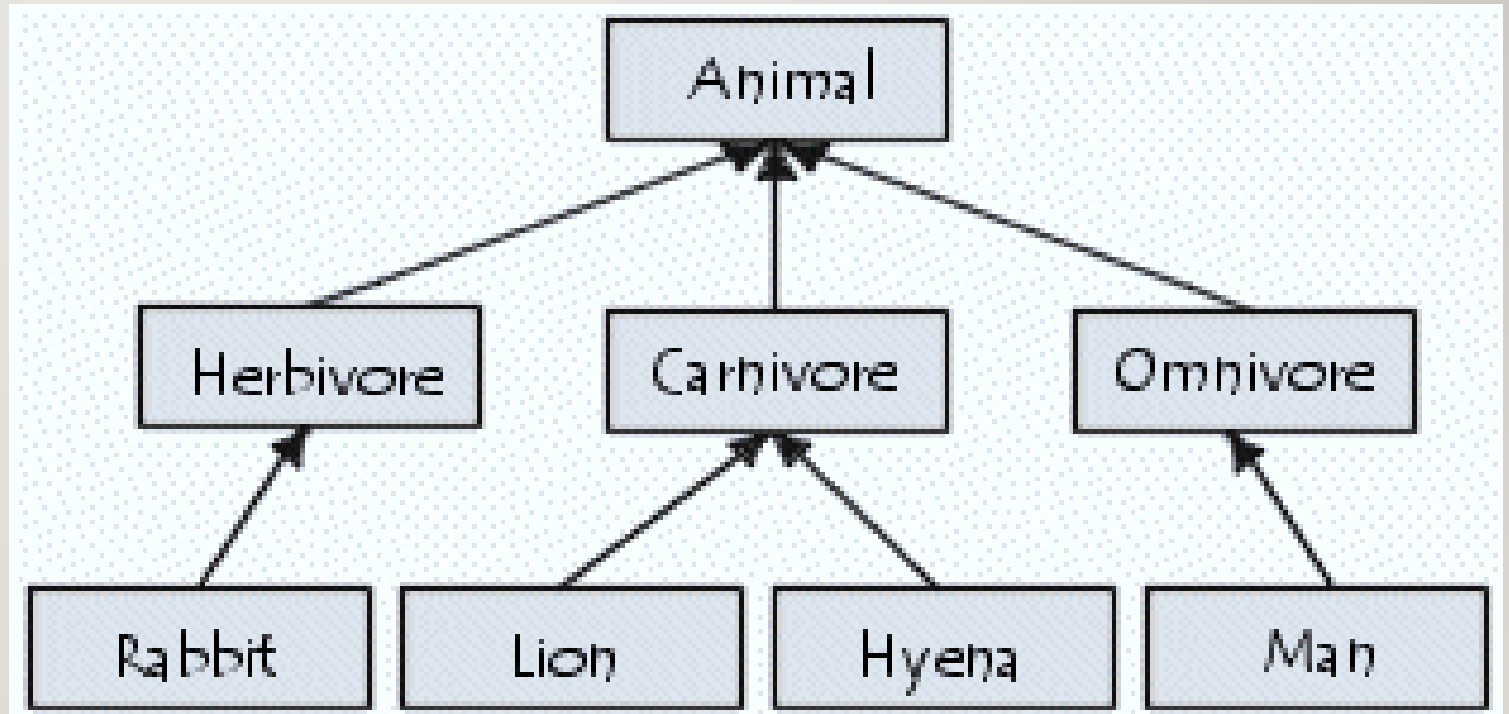 Animal
Herbivore
Carnivore
Omnivore
Rabbit
Lion
Hyena
Man